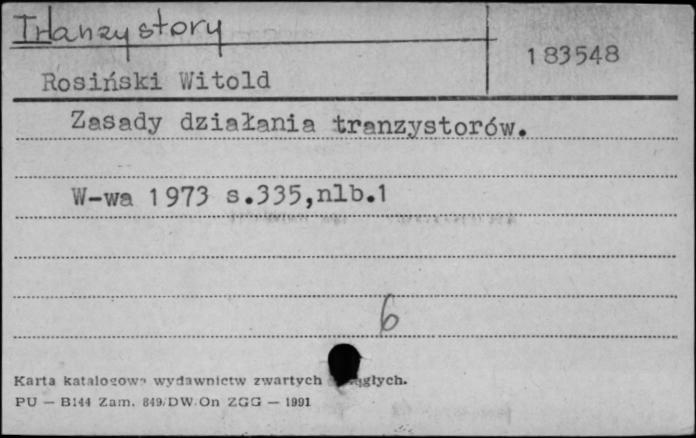 Tranzystory
183548
Rosiński Witold
Zasady działania tranzystorów.
W-wa 1973 s.335,nlb.1
6
Karta katalogowa wydawnictw zwartych ciągłych.
PU — B144 Zam. 849/DW/On ZGG — 1991